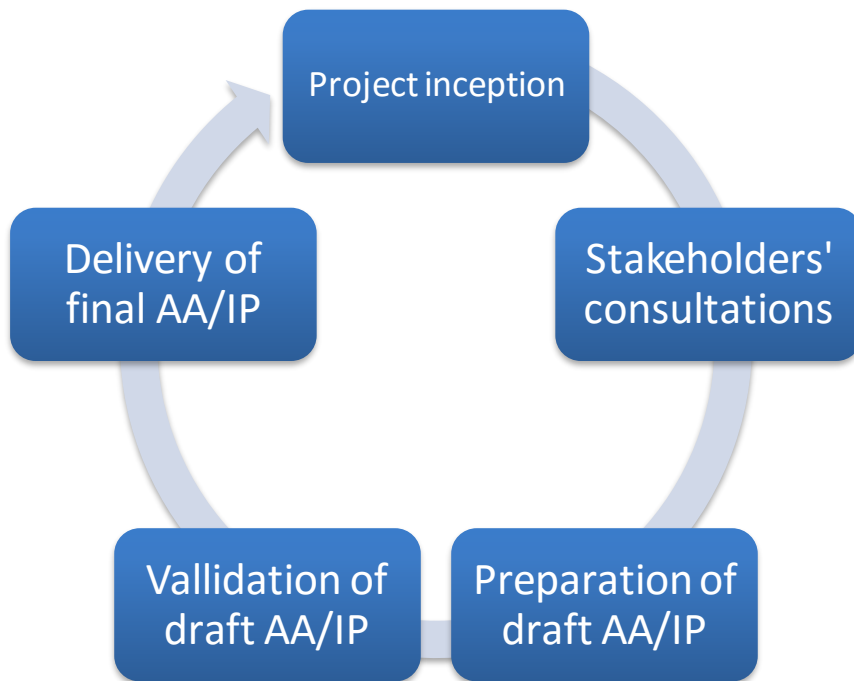 Project inception
Stakeholders'
consultations
Preparation of
draft AA/IP
Vallidation of
draft AA/IP
Delivery of
final AA/IP